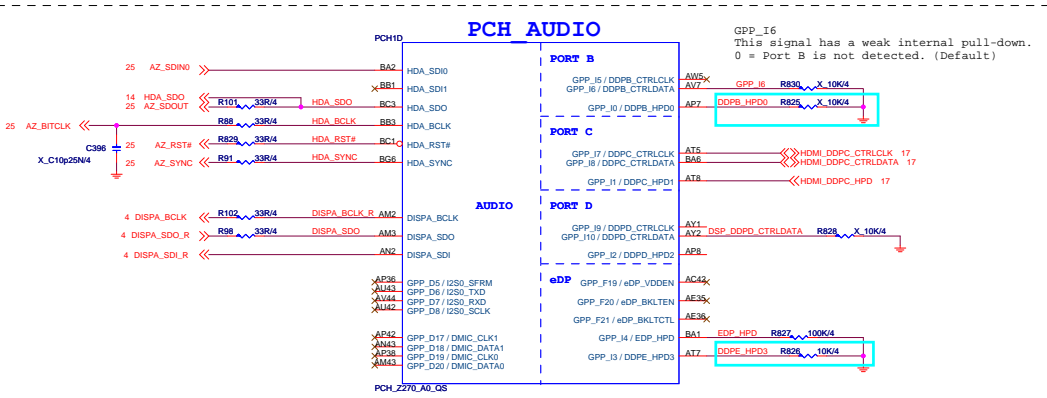 PCH AUDIO
GPP_I6
This signal has a weak internal pull-down.
0 = Port B is not detected. (Default)
PCH1D
25 AZ_SDIN0 BA2 HDA_SDI0
BB1 HDA_SDI1
14 HDA_SDO
25 AZ_SDOUT R101 33R/4 HDA_SDO BC3 HDA_SDO
25 AZ_BITCLK R88 33R/4 HDA_BCLK BB3 HDA_BCLK
C396
X_C10p25N/4
25 AZ_RST# R829 33R/4 HDA_RST# BC1 HDA_RST#
25 AZ_SYNC R91 33R/4 HDA_SYNC BG6 HDA_SYNC
AUDIO
4 DISPA_BCLK R102 33R/4 DISPA_BCLK_R AM2 DISPA_BCLK
4 DISPA_SDO_R R98 33R/4 DISPA_SDO AM3 DISPA_SDO
4 DISPA_SDI_R AN2 DISPA_SDI
AP36 GPP_D5 / I2S0_SFRM
AU43 GPP_D6 / I2S0_TXD
AV44 GPP_D7 / I2S0_RXD
AU42 GPP_D8 / I2S0_SCLK
AP42 GPP_D17 / DMIC_CLK1
AN43 GPP_D18 / DMIC_DATA1
AP38 GPP_D19 / DMIC_CLK0
AM43 GPP_D20 / DMIC_DATA0
PORT B
GPP_I5 / DDPB_CTRLCLK AW5
GPP_I6 / DDPB_CTRLDATA AV7 GPP_I6 R830 X_10K/4
GPP_I0 / DDPB_HPD0 AP7 DDPB_HPD0 R825 X_10K/4
PORT C
GPP_I7 / DDPC_CTRLCLK AT5 HDMI_DDPC_CTRLCLK 17
GPP_I8 / DDPC_CTRLDATA BA6 HDMI_DDPC_CTRLDATA 17
GPP_I1 / DDPC_HPD1 AT8 HDMI_DDPC_HPD 17
PORT D
GPP_I9 / DDPD_CTRLCLK AY1
GPP_I10 / DDPD_CTRLDATA AY2 DSP_DDPD_CTRLDATA R828 X_10K/4
GPP_I2 / DDPD_HPD2 AP8
eDP
GPP_F19 / eDP_VDDEN AC42
GPP_F20 / eDP_BKLTEN AE35
GPP_F21 / eDP_BKLTCTL AE36
GPP_I4 / EDP_HPD BA1 EDP_HPD R827 100K/4
GPP_I3 / DDPE_HPD3 AT7 DDPE_HPD3 R826 10K/4
PCH_Z270_A0_QS